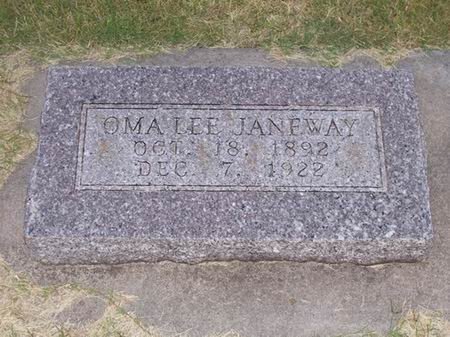 OMA LEE JANEWAY
OCT. 18, 1892
DEC. 7, 1922